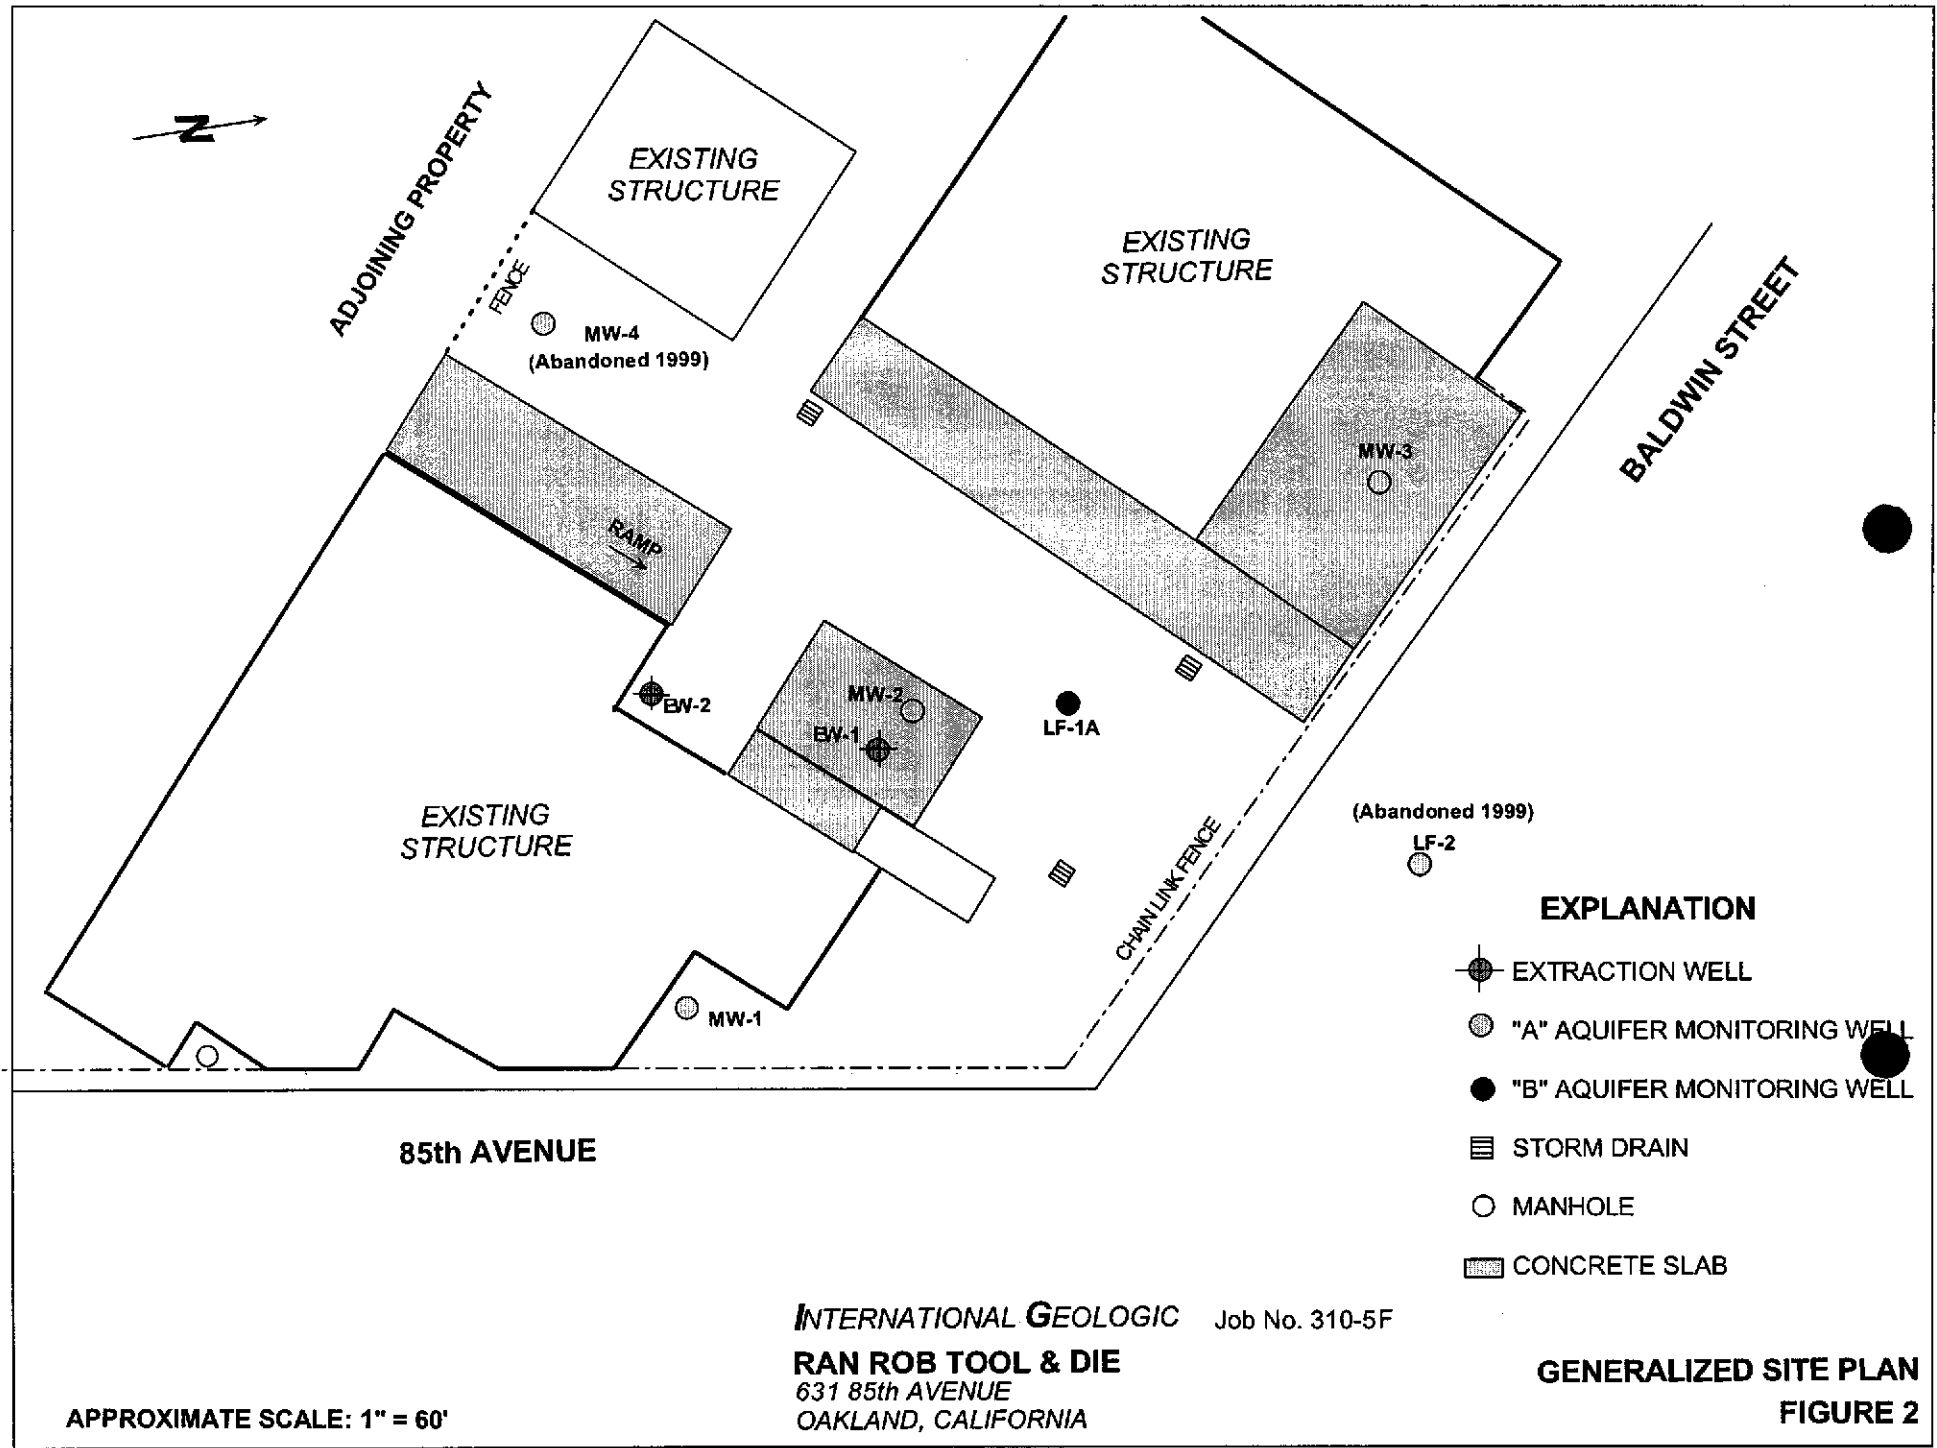 N
ADJOINING PROPERTY
EXISTING
STRUCTURE
EXISTING
STRUCTURE
FENCE
MW-4
(Abandoned 1999)
BALDWIN STREET
MW-3
RAMP
EW-2
MW-2
EW-1
LF-1A
EXISTING
STRUCTURE
(Abandoned 1999)
LF-2
CHAIN LINK FENCE
MW-1
EXPLANATION
EXTRACTION WELL
"A" AQUIFER MONITORING WELL
"B" AQUIFER MONITORING WELL
STORM DRAIN
MANHOLE
CONCRETE SLAB
85th AVENUE
INTERNATIONAL GEOLOGIC Job No. 310-5F
RAN ROB TOOL & DIE
631 85th AVENUE
OAKLAND, CALIFORNIA
GENERALIZED SITE PLAN
FIGURE 2
APPROXIMATE SCALE: 1" = 60'